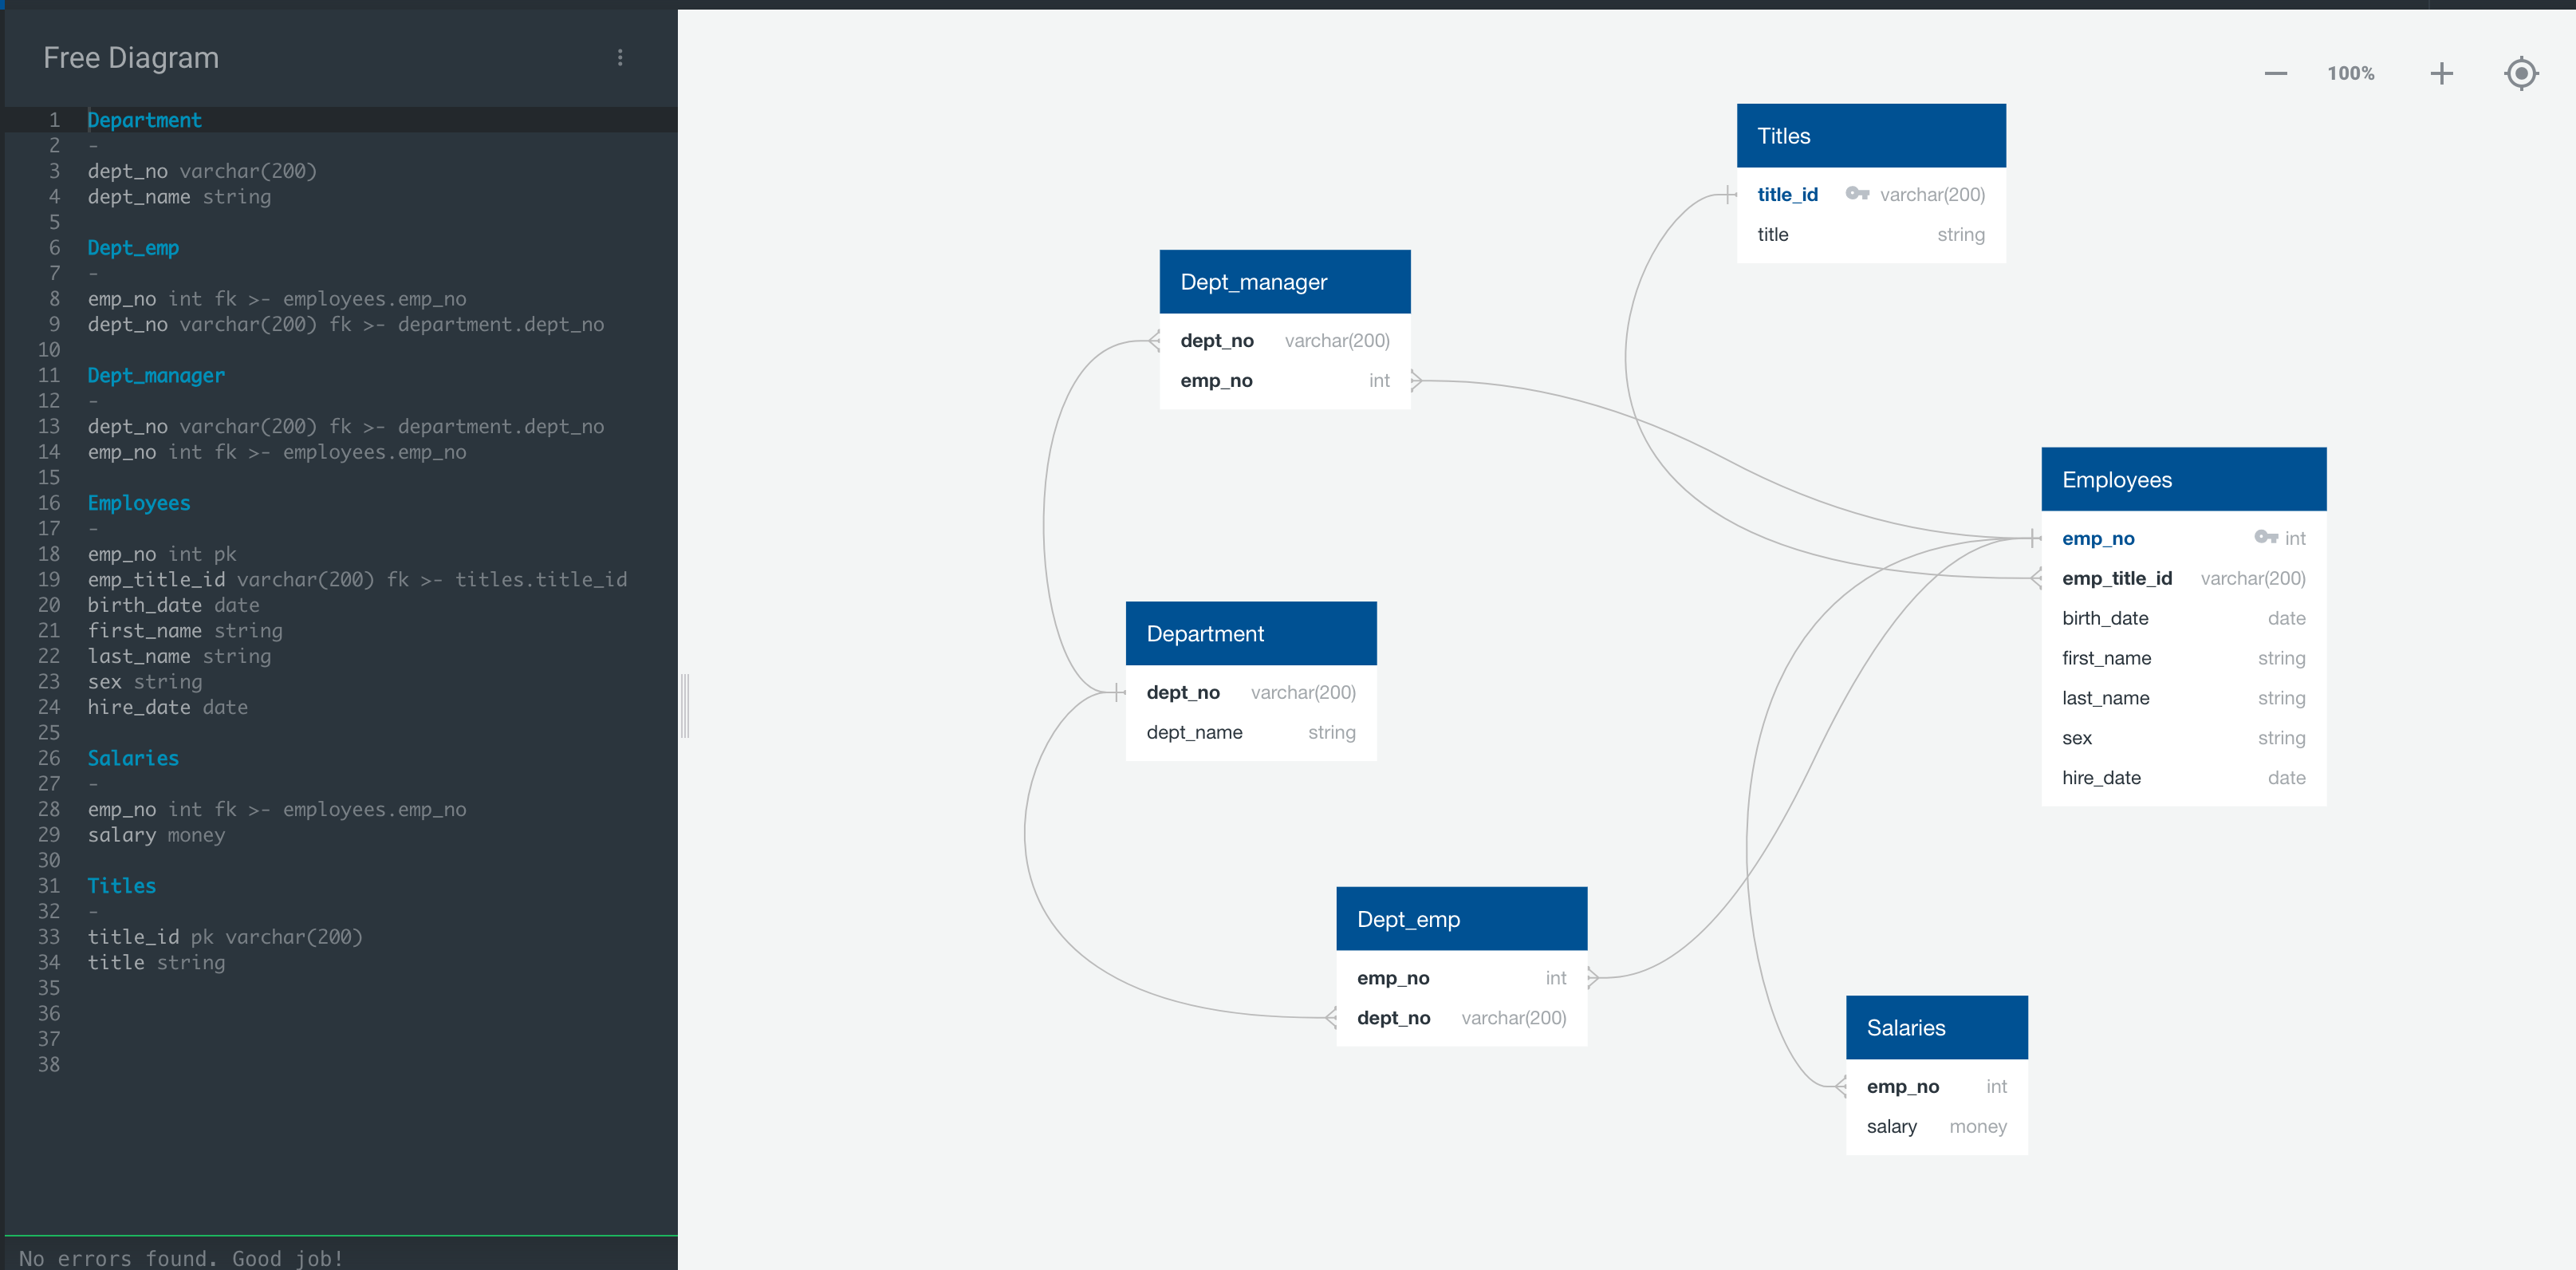 Free Diagram
1 Department
2 -
3 dept_no varchar(200)
4 dept_name string
5
6 Dept_emp
7 -
8 emp_no int fk >- employees.emp_no
9 dept_no varchar(200) fk >- department.dept_no
10
11 Dept_manager
12 -
13 dept_no varchar(200) fk >- department.dept_no
14 emp_no int fk >- employees.emp_no
15
16 Employees
17 -
18 emp_no int pk
19 emp_title_id varchar(200) fk >- titles.title_id
20 birth_date date
21 first_name string
22 last_name string
23 sex string
24 hire_date date
25
26 Salaries
27 -
28 emp_no int fk >- employees.emp_no
29 salary money
30
31 Titles
32 -
33 title_id pk varchar(200)
34 title string
35
36
37
38
No errors found. Good job!
100%
Titles
title_id varchar(200)
title string
Dept_manager
dept_no varchar(200)
emp_no int
Employees
emp_no int
emp_title_id varchar(200)
birth_date date
first_name string
last_name string
sex string
hire_date date
Department
dept_no varchar(200)
dept_name string
Dept_emp
emp_no int
dept_no varchar(200)
Salaries
emp_no int
salary money